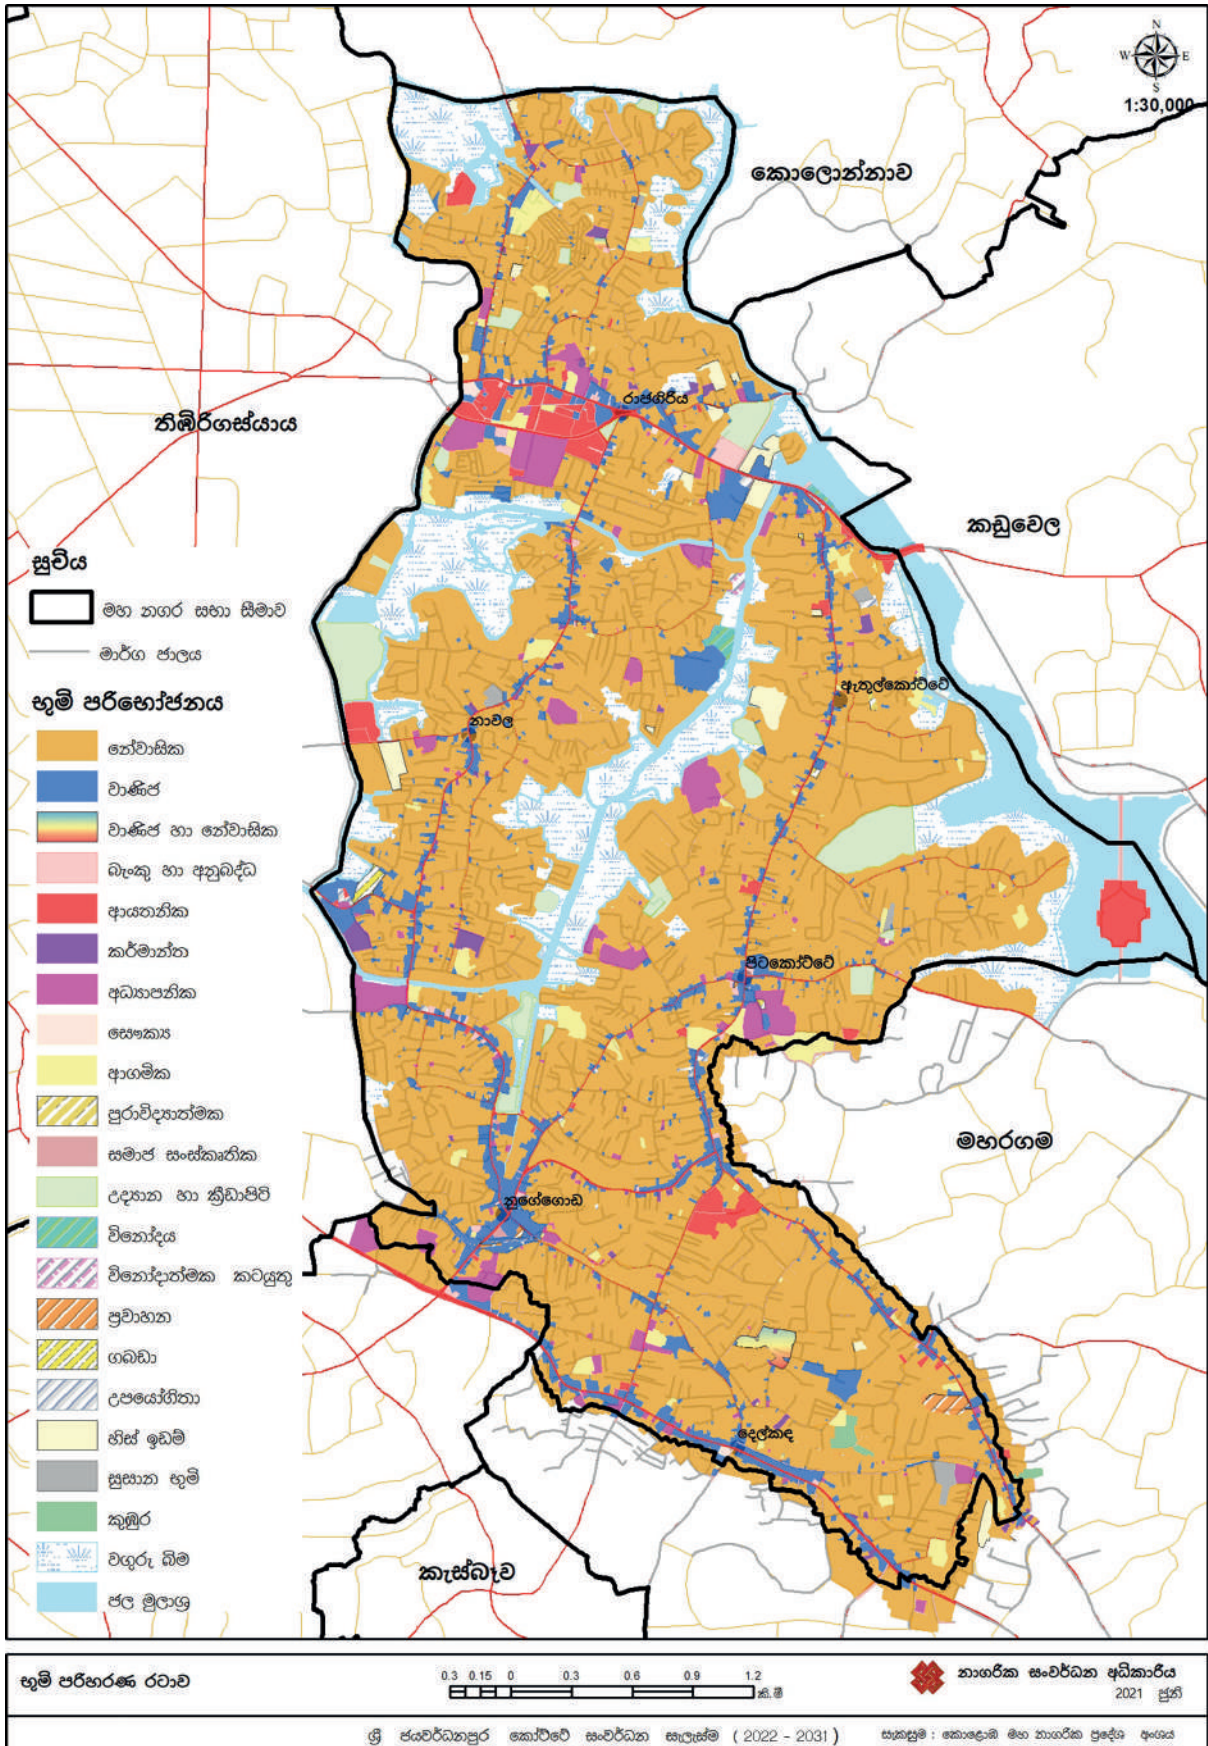 N
W E
S
1:30,000
කොලොන්නාව
තිඹිරිගස්යාය
රාජගිරිය
කඩුවෙල
ඇතුල්කෝට්ටේ
නාවල
පිටකෝට්ටේ
මහරගම
නුගේගොඩ
දෙල්කඳ
කැස්බෑව
සූචිය
මහ නගර සභා සීමාව
මාර්ග ජාලය
භූමි පරිභෝජනය
නේවාසික
වාණිජ
වාණිජ හා නේවාසික
බැංකු හා අනුබද්ධ
ආයතනික
කර්මාන්ත
අධ්‍යාපනික
සෞඛ්‍ය
ආගමික
පුරාවිද්‍යාත්මක
සමාජ සංස්කෘතික
උද්‍යාන හා ක්‍රීඩාපිටි
විනෝදය
විනෝදාත්මක කටයුතු
ප්‍රවාහන
ගබඩා
උපයෝගිතා
හිස් ඉඩම්
සුසාන භූමි
කුඹුර
වගුරු බිම
ජල මූලාශ්‍ර
භූමි පරිහරණ රටාව
0.3 0.15 0 0.3 0.6 0.9 1.2
කි.මී
නාගරික සංවර්ධන අධිකාරිය
2021 ජුනි
ශ්‍රී ජයවර්ධනපුර කෝට්ටේ සංවර්ධන සැලැස්ම ( 2022 - 2031 )
සැකසුම : කොළොඹ මහ නාගරික ප්‍රදේශ අංශය